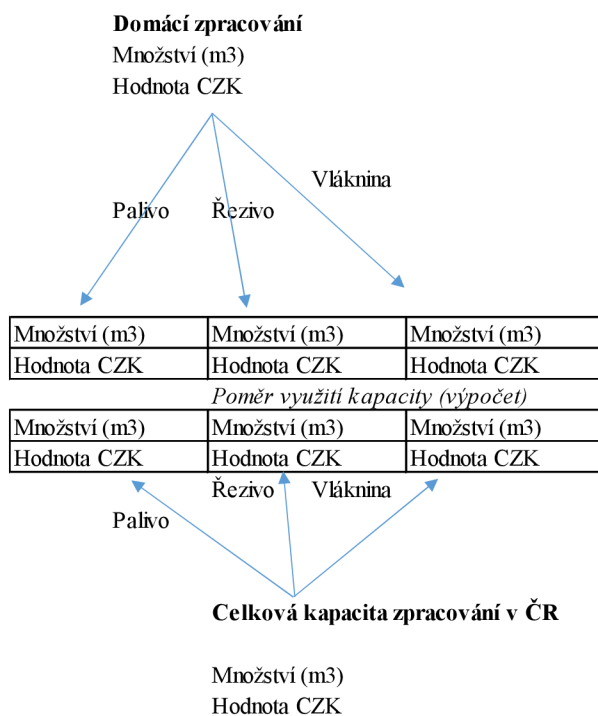 Domácí zpracování
Množství (m3)
Hodnota CZK
Vláknina
Palivo Řezivo
Množství (m3) Množství (m3) Množství (m3)
Hodnota CZK Hodnota CZK Hodnota CZK
Poměr využití kapacity (výpočet)
Množství (m3) Množství (m3) Množství (m3)
Hodnota CZK Hodnota CZK Hodnota CZK
Řezivo Vláknina
Palivo
Celková kapacita zpracování v ČR
Množství (m3)
Hodnota CZK